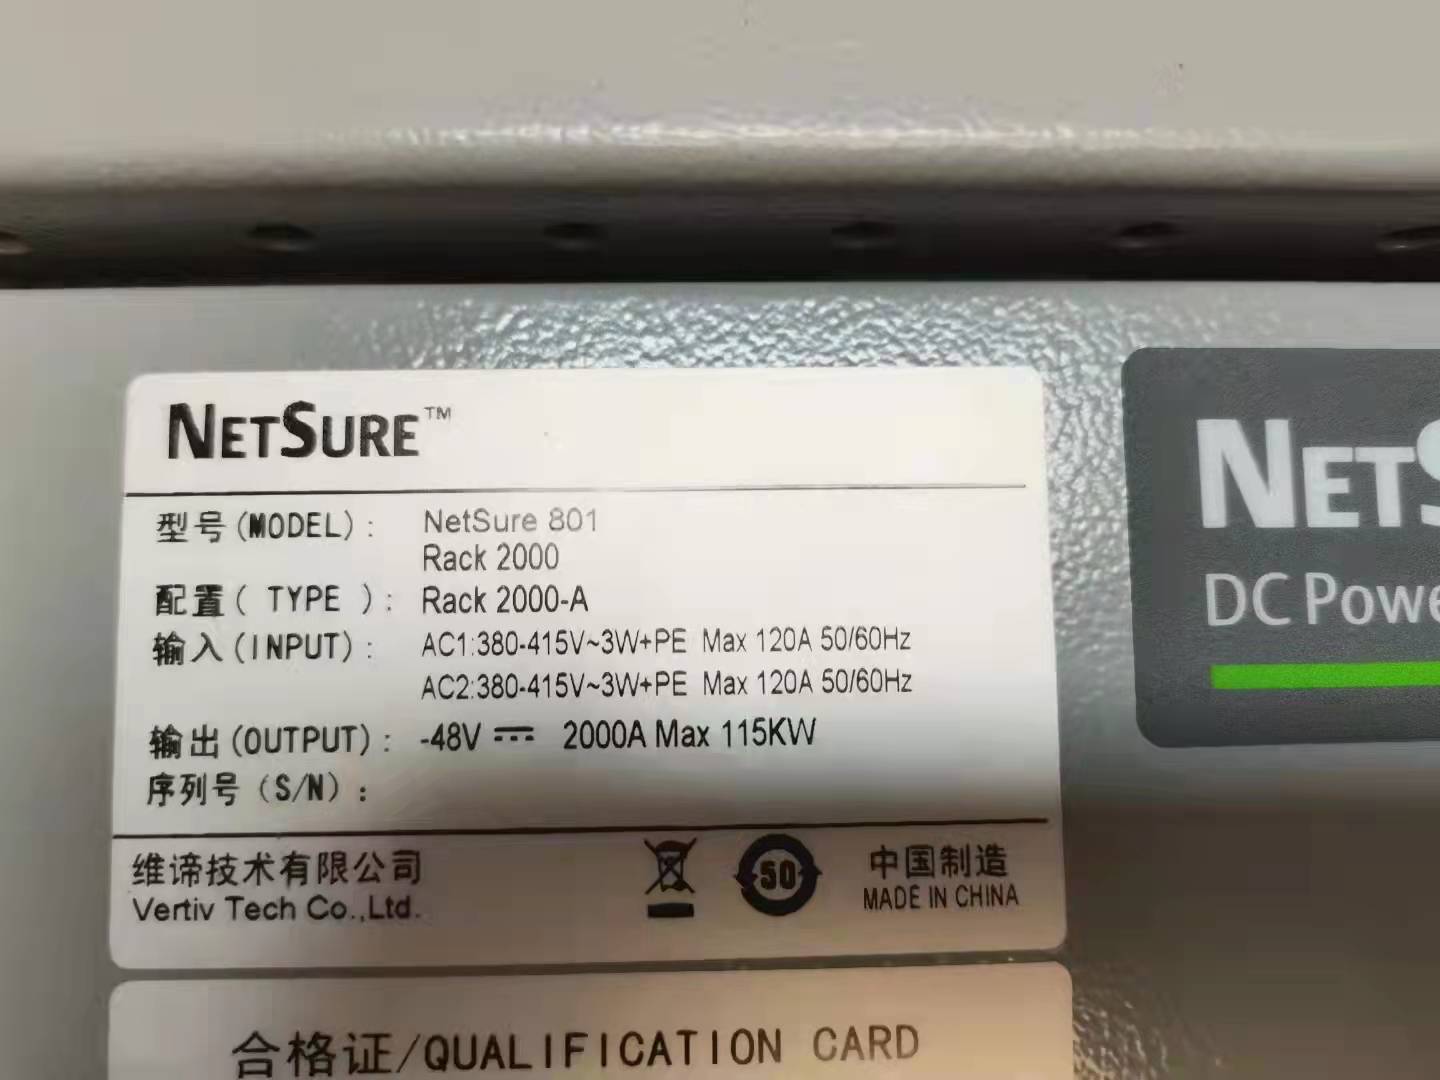 NETSURE™
型号(MODEL): NetSure 801
Rack 2000
配置( TYPE ): Rack 2000-A
输入(INPUT): AC1:380-415V~3W+PE Max 120A 50/60Hz
AC2:380-415V~3W+PE Max 120A 50/60Hz
输出(OUTPUT): -48V ⎓ 2000A Max 115KW
序列号(S/N):
维谛技术有限公司
Vertiv Tech Co.,Ltd.
50
中国制造
MADE IN CHINA
合格证/QUALIFICATION CARD
NETS
DC Powe